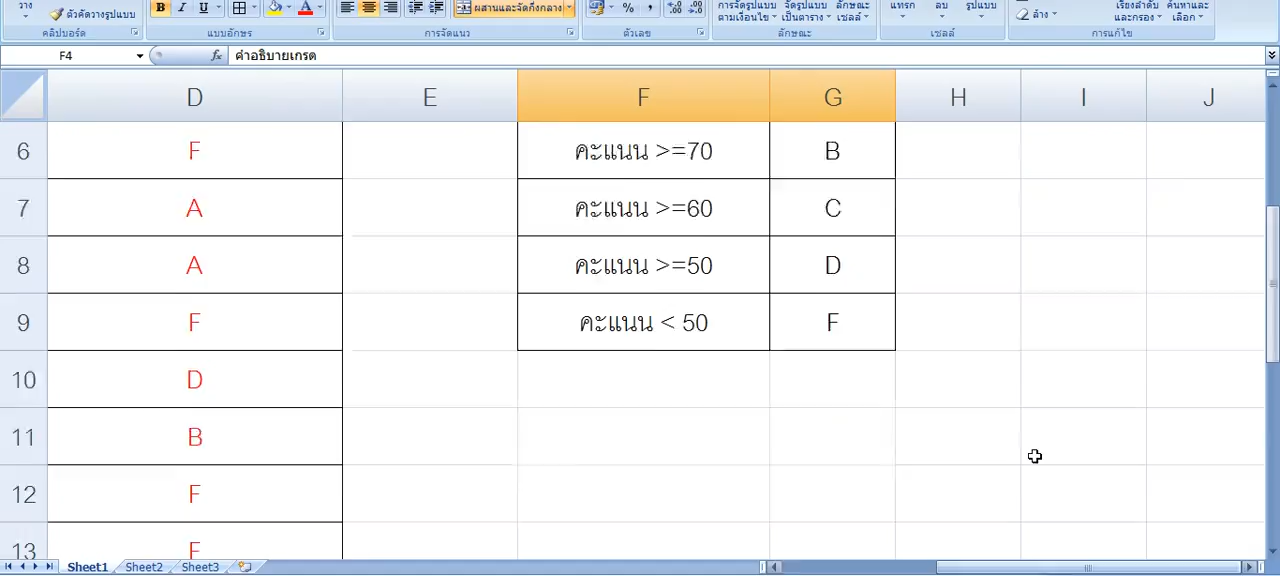 วาง
ตัวคัดวางรูปแบบ
B I U A
ผสานและจัดกึ่งกลาง
% ,
การจัดรูปแบบ จัดรูปแบบ ลักษณะ
ตามเงื่อนไข เป็นตาราง เซลล์
แทรก ลบ รูปแบบ
ล้าง
เรียงลำดับ ค้นหาและ
และกรอง เลือก
คลิปบอร์ด แบบอักษร การจัดแนว ตัวเลข ลักษณะ เซลล์ การแก้ไข
F4 fx คำอธิบายเกรด
D E F G H I J
6 F คะแนน >=70 B
7 A คะแนน >=60 C
8 A คะแนน >=50 D
9 F คะแนน < 50 F
10 D
11 B
12 F
13
Sheet1 Sheet2 Sheet3